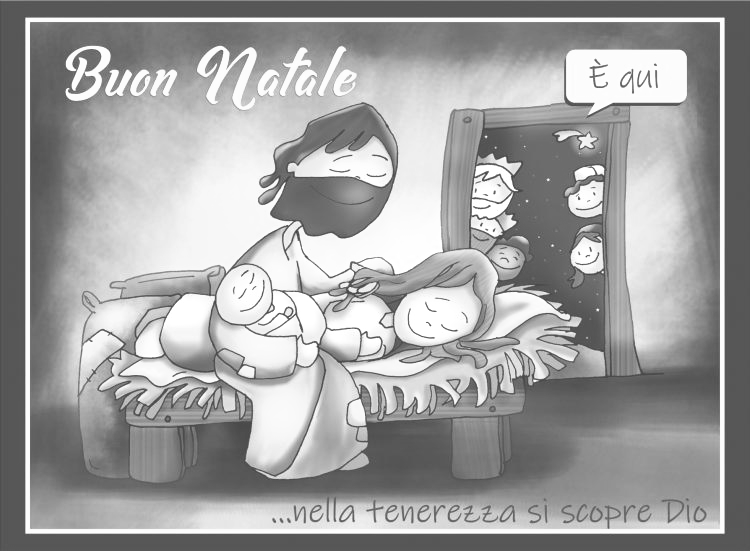 Buon Natale
È qui
...nella tenerezza si scopre Dio